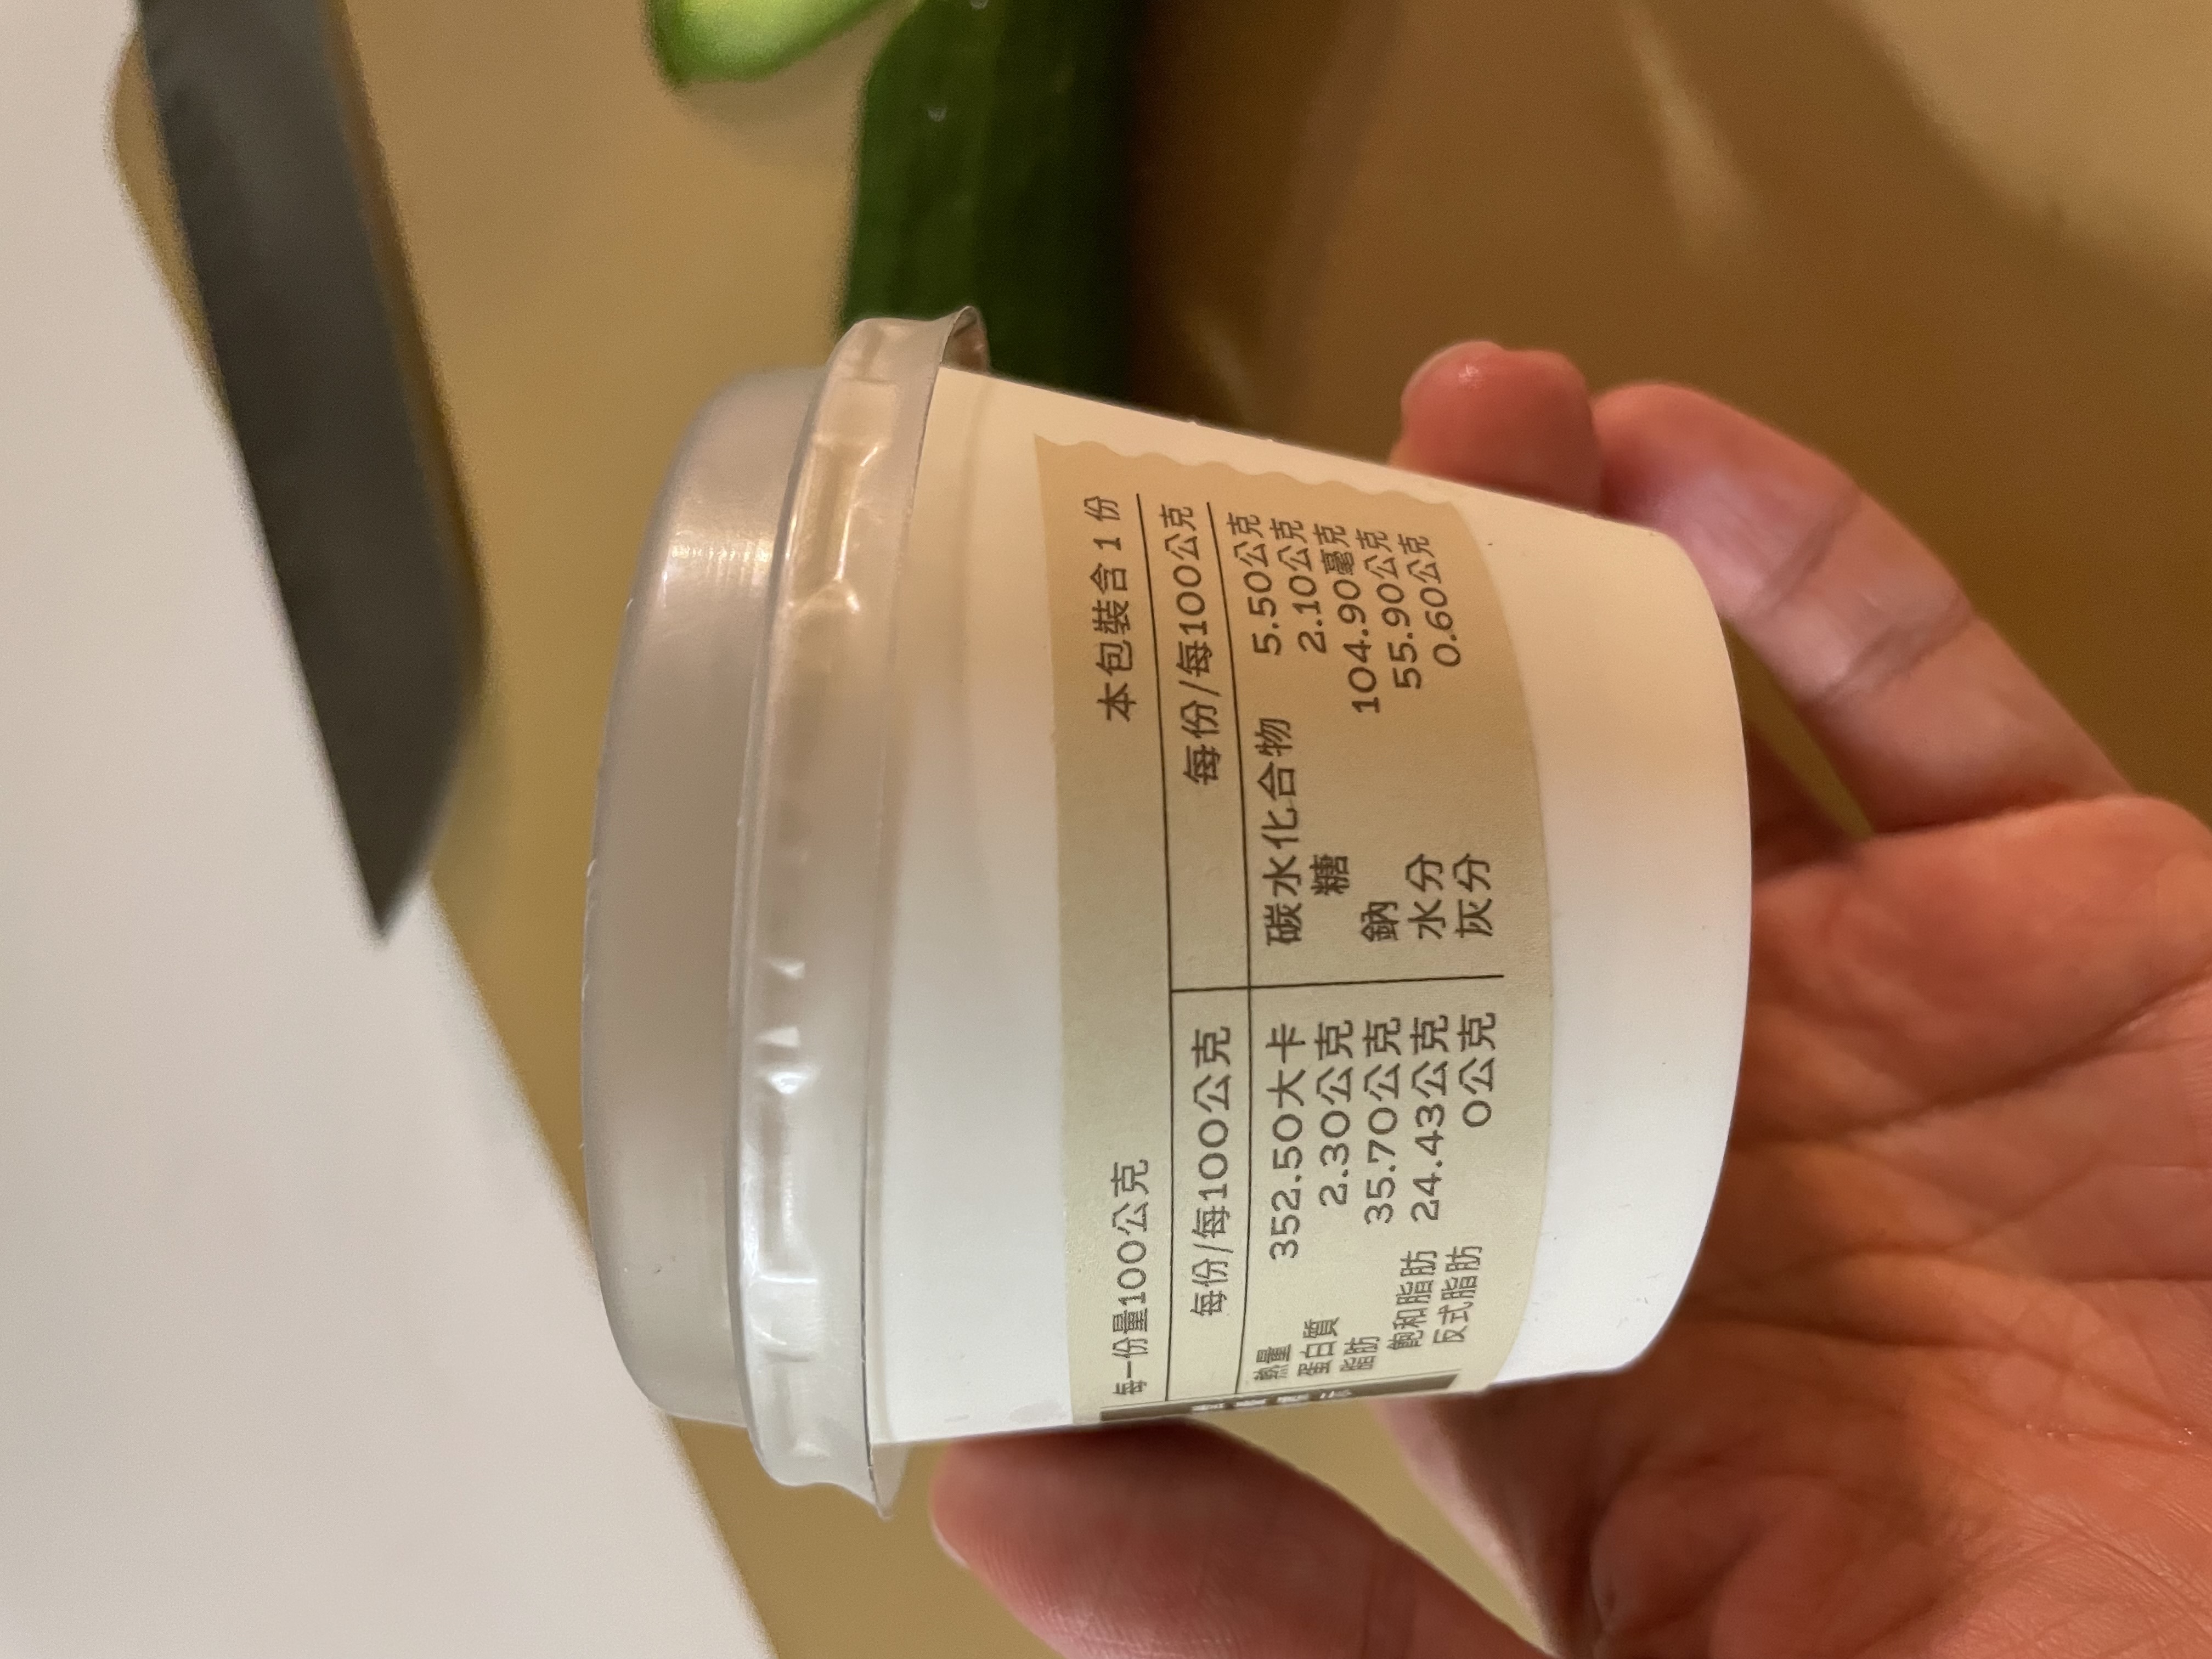 每一份量100公克 本包裝含 1 份
每份/每100公克 每份/每100公克
熱量 352.50大卡 碳水化合物 5.50公克
蛋白質 2.30公克 糖 2.10公克
脂肪 35.70公克 鈉 104.90毫克
飽和脂肪 24.43公克 水分 55.90公克
反式脂肪 0公克 灰分 0.60公克